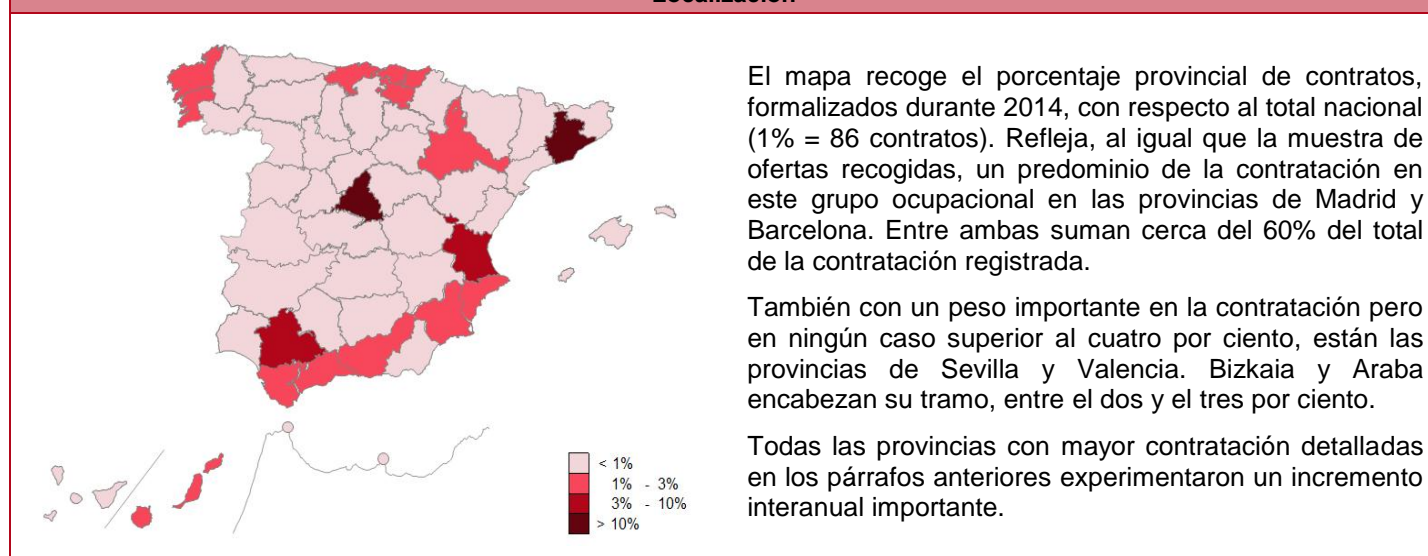 Localización
El mapa recoge el porcentaje provincial de contratos,
formalizados durante 2014, con respecto al total nacional
(1% = 86 contratos). Refleja, al igual que la muestra de
ofertas recogidas, un predominio de la contratación en
este grupo ocupacional en las provincias de Madrid y
Barcelona. Entre ambas suman cerca del 60% del total
de la contratación registrada.
También con un peso importante en la contratación pero
en ningún caso superior al cuatro por ciento, están las
provincias de Sevilla y Valencia. Bizkaia y Araba
encabezan su tramo, entre el dos y el tres por ciento.
Todas las provincias con mayor contratación detalladas
en los párrafos anteriores experimentaron un incremento
interanual importante.
< 1%
1% - 3%
3% - 10%
> 10%